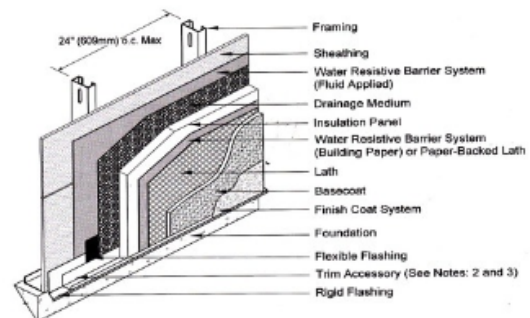 24" (609mm) o.c. Max
Framing
Sheathing
Water Resistive Barrier System
(Fluid Applied)
Drainage Medium
Insulation Panel
Water Resistive Barrier System
(Building Paper) or Paper-Backed Lath
Lath
Basecoat
Finish Coat System
Foundation
Flexible Flashing
Trim Accessory (See Notes: 2 and 3)
Rigid Flashing